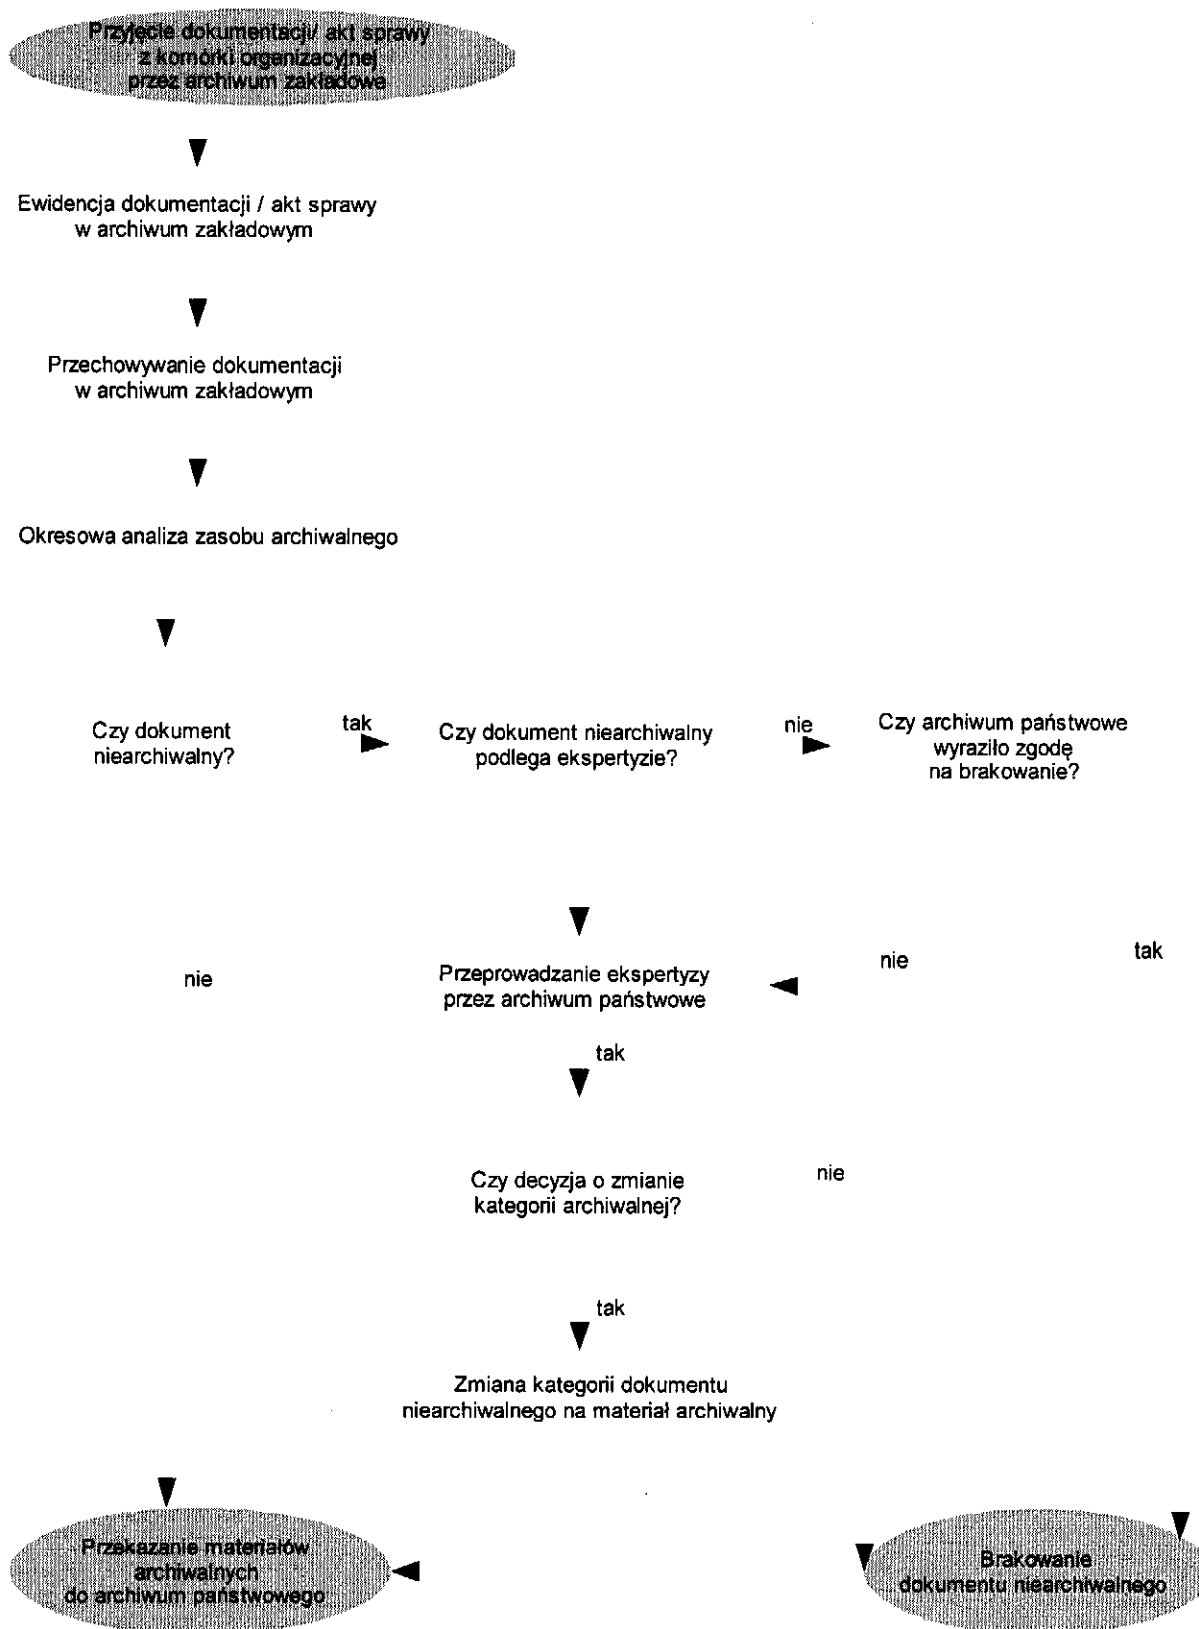 Przyjęcie dokumentacji/ akt sprawy
z komórki organizacyjnej
przez archiwum zakładowe
Ewidencja dokumentacji / akt sprawy
w archiwum zakładowym
Przechowywanie dokumentacji
w archiwum zakładowym
Okresowa analiza zasobu archiwalnego
Czy dokument
niearchiwalny?
tak
Czy dokument niearchiwalny
podlega ekspertyzie?
nie
Czy archiwum państwowe
wyraziło zgodę
na brakowanie?
nie
Przeprowadzanie ekspertyzy
przez archiwum państwowe
nie
tak
tak
Czy decyzja o zmianie
kategorii archiwalnej?
nie
tak
Zmiana kategorii dokumentu
niearchiwalnego na materiał archiwalny
Przekazanie materiałów
archiwalnych
do archiwum państwowego
Brakowanie
dokumentu niearchiwalnego